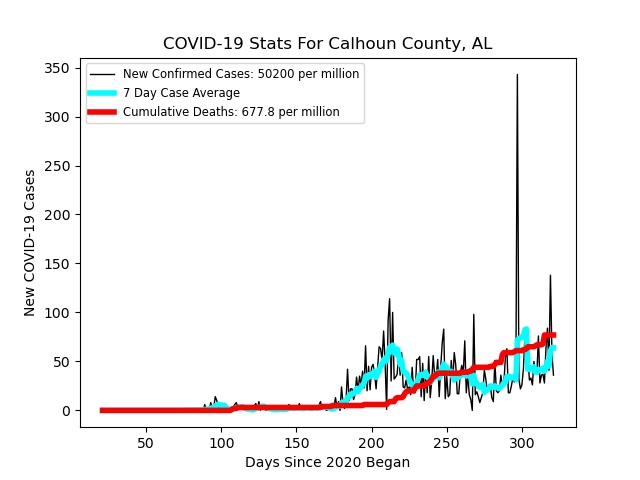 COVID-19 Stats For Calhoun County, AL
New Confirmed Cases: 50200 per million
7 Day Case Average
Cumulative Deaths: 677.8 per million
350
300
250
200
150
100
50
0
New COVID-19 Cases
50 100 150 200 250 300
Days Since 2020 Began